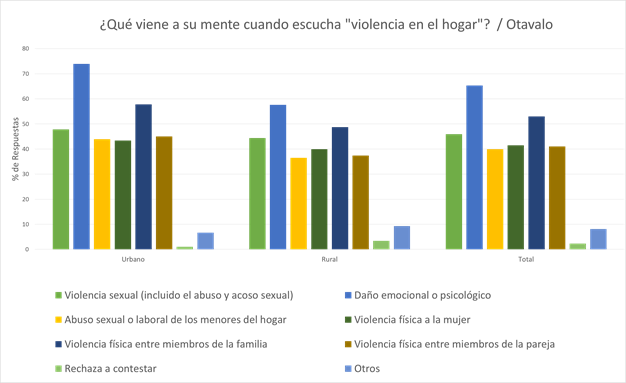 ¿Qué viene a su mente cuando escucha "violencia en el hogar"? / Otavalo
% de Respuestas
80
70
60
50
40
30
20
10
0
Urbano Rural Total
Violencia sexual (incluido el abuso y acoso sexual) Daño emocional o psicológico
Abuso sexual o laboral de los menores del hogar Violencia física a la mujer
Violencia física entre miembros de la familia Violencia física entre miembros de la pareja
Rechaza a contestar Otros